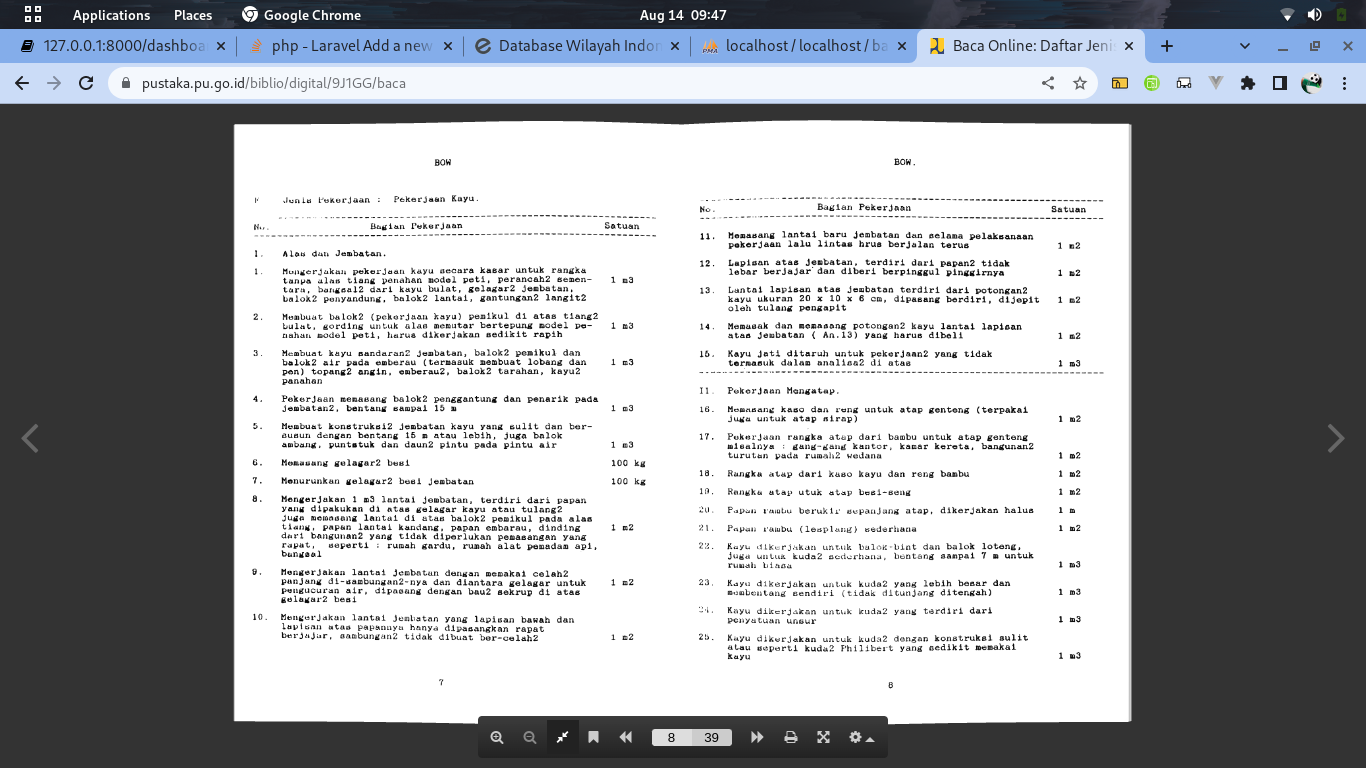 Applications Places Google Chrome Aug 14 09:47
127.0.0.1:8000/dashboa
php - Laravel Add a new
Database Wilayah Indon
localhost / localhost / ba
Baca Online: Daftar Jenis
pustaka.pu.go.id/biblio/digital/9J1GG/baca
BOW
F Jenis Pekerjaan : Pekerjaan Kayu.
No. Bagian Pekerjaan Satuan
1. Alas dan Jembatan.
1. Mengerjakan pekerjaan kayu secara kasar untuk rangka
tanpa alas tiang penahan model peti, perancah2 semen-
tara, bangsal2 dari kayu bulat, gelagar2 jembatan, 1 m3
balok2 penyandung, balok2 lantai, gantungan2 langit2
2. Membuat balok2 (pekerjaan kayu) pemikul di atas tiang2
bulat, gording untuk alas memutar bertepung model pe- 1 m3
nahan model peti, harus dikerjakan sedikit rapih
3. Membuat kayu sandaran2 jembatan, balok2 pemikul dan
balok2 air pada emberau (termasuk membuat lobang dan 1 m3
pen) topang2 angin, emberau2, balok2 tarahan, kayu2
panahan
4. Pekerjaan memasang balok2 penggantung dan penarik pada
jembatan2, bentang sampai 15 m 1 m3
5. Membuat konstruksi2 jembatan kayu yang sulit dan ber-
susun dengan bentang 15 m atau lebih, juga balok
ambang, puntstuk dan daun2 pintu pada pintu air 1 m3
6. Memasang gelagar2 besi 100 kg
7. Menurunkan gelagar2 besi jembatan 100 kg
8. Mengerjakan 1 m3 lantai jembatan, terdiri dari papan
yang dipakukan di atas gelagar kayu atau tulang2
juga memasang lantai di atas balok2 pemikul pada alas
tiang, papan lantai kandang, papan embarau, dinding 1 m2
dari bangunan2 yang tidak diperlukan pemasangan yang
rapat, seperti : rumah gardu, rumah alat pemadam api,
bangsal
9. Mengerjakan lantai jembatan dengan memakai celah2
panjang di-sambungan2-nya dan diantara gelagar untuk 1 m2
pengucuran air, dipasang dengan bau2 sekrup di atas
gelagar2 besi
10. Mengerjakan lantai jembatan yang lapisan bawah dan
lapisan atas papannya hanya dipasangkan rapat
berjajar, sambungan2 tidak dibuat ber-celah2 1 m2
7
BOW.
No. Bagian Pekerjaan Satuan
11. Memasang lantai baru jembatan dan selama pelaksanaan
pekerjaan lalu lintas hrus berjalan terus 1 m2
12. Lapisan atas jembatan, terdiri dari papan2 tidak
lebar berjajar dan diberi berpinggul pinggirnya 1 m2
13. Lantai lapisan atas jembatan terdiri dari potongan2
kayu ukuran 20 x 10 x 6 cm, dipasang berdiri, dijepit 1 m2
oleh tulang pengapit
14. Memasak dan memasang potongan2 kayu lantai lapisan
atas jembatan ( An.13) yang harus dibeli 1 m2
15. Kayu jati ditaruh untuk pekerjaan2 yang tidak
termasuk dalam analisa2 di atas 1 m3
II. Pekerjaan Mengatap.
16. Memasang kaso dan reng untuk atap genteng (terpakai
juga untuk atap sirap) 1 m2
17. Pekerjaan rangka atap dari bambu untuk atap genteng
misalnya : gang-gang kantor, kamar kereta, bangunan2
turutan pada rumah2 wedana 1 m2
18. Rangka atap dari kaso kayu dan reng bambu 1 m2
19. Rangka atap utuk atap besi-seng 1 m2
20. Papan rambu berukir sepanjang atap, dikerjakan halus 1 m
21. Papan rambu (lesplang) sederhana 1 m2
22. Kayu dikerjakan untuk balok-bint dan balok loteng,
juga untuk kuda2 sederhana, bentang sampai 7 m untuk
rumah biasa 1 m3
23. Kayu dikerjakan untuk kuda2 yang lebih besar dan
membentang sendiri (tidak ditunjang ditengah) 1 m3
24. Kayu dikerjakan untuk kuda2 yang terdiri dari
penyatuan unsur 1 m3
25. Kayu dikerjakan untuk kuda2 dengan konstruksi sulit
atau seperti kuda2 Philibert yang sedikit memakai
kayu 1 m3
8
8 39